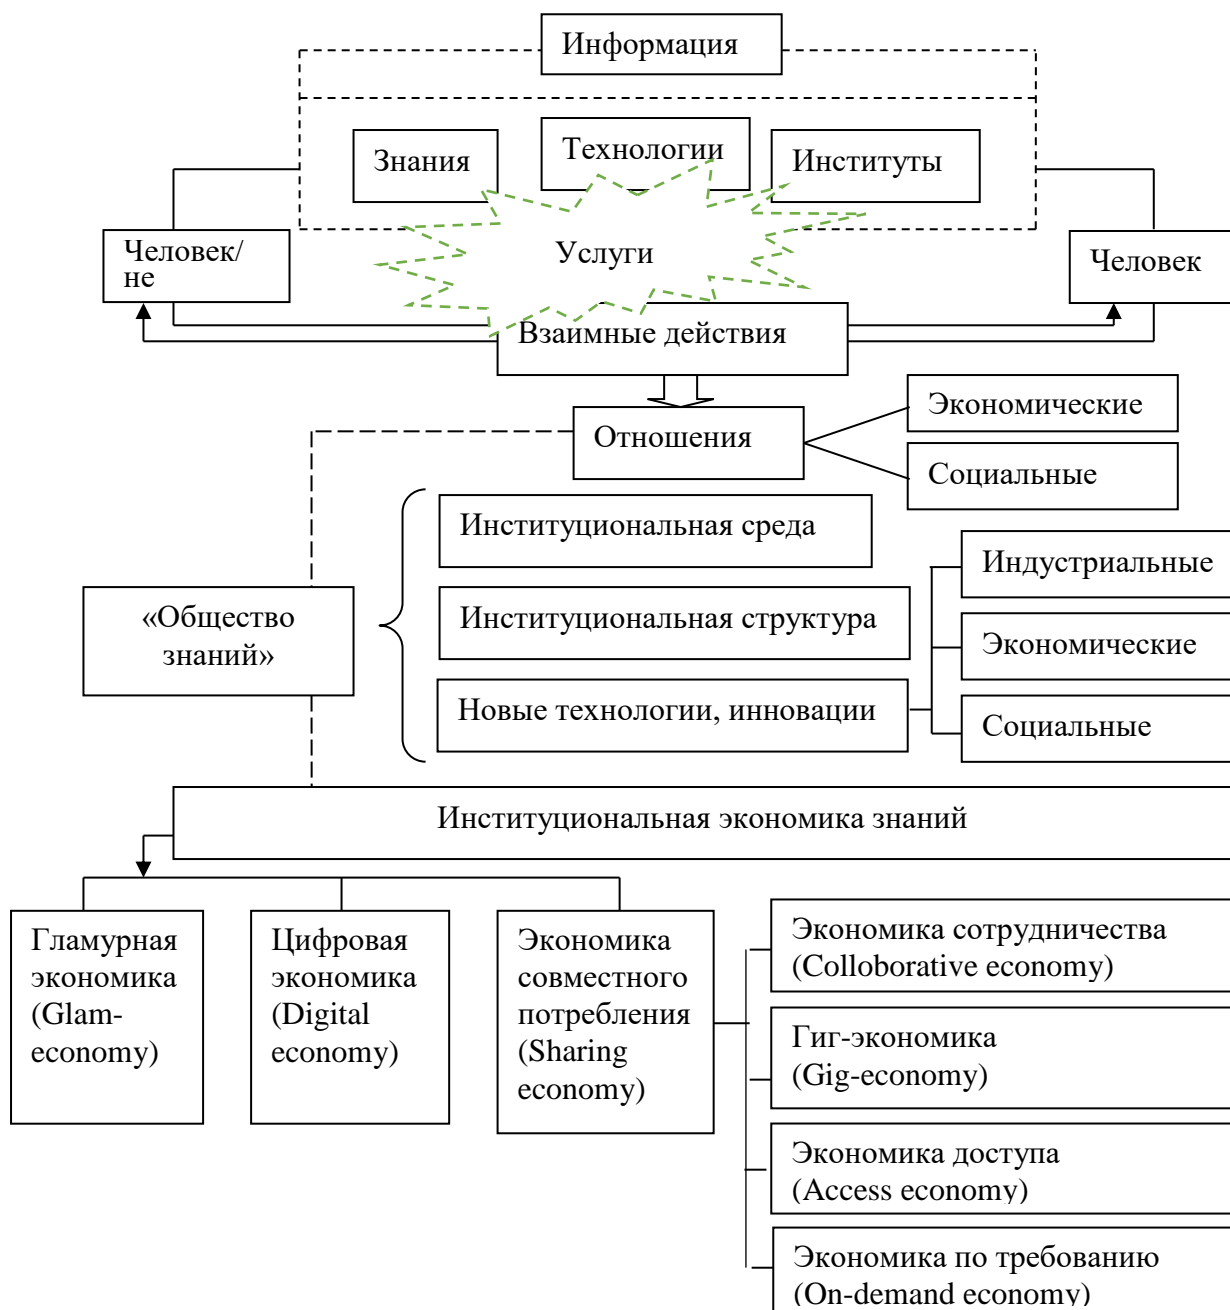 Информация
Знания
Технологии
Институты
Услуги
Человек/
не
Человек
Взаимные действия
Отношения
Экономические
Социальные
Институциональная среда
Институциональная структура
Новые технологии, инновации
Индустриальные
Экономические
Социальные
«Общество
знаний»
Институциональная экономика знаний
Гламурная
экономика
(Glam-
economy)
Цифровая
экономика
(Digital
economy)
Экономика
совместного
потребления
(Sharing
economy)
Экономика сотрудничества
(Colloborative economy)
Гиг-экономика
(Gig-economy)
Экономика доступа
(Access economy)
Экономика по требованию
(On-demand economy)